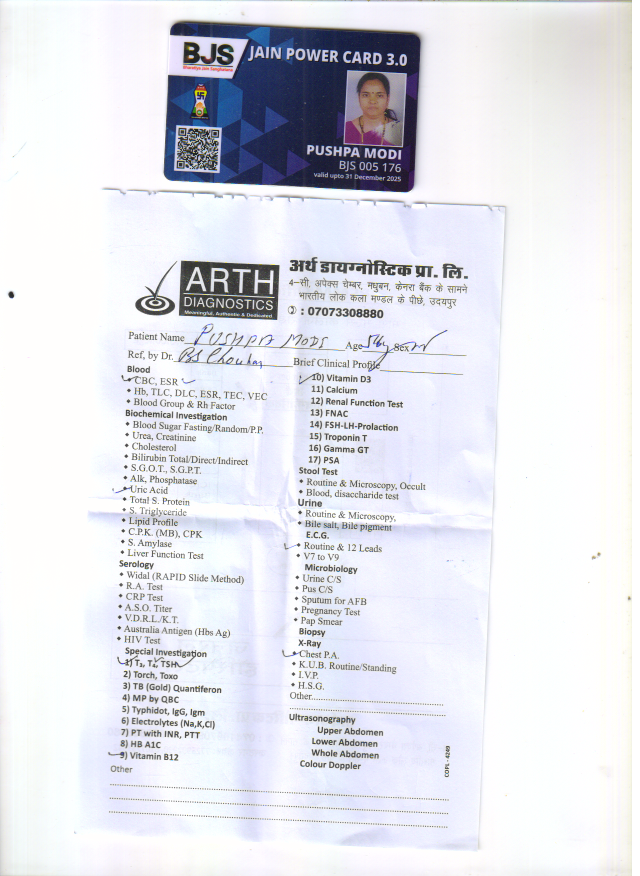 BJS
Bharatiya Jain Sanghatana
JAIN POWER CARD 3.0
PUSHPA MODI
BJS 005 176
valid upto 31 December 2025
ARTH
DIAGNOSTICS
Meaningful, Authentic & Dedicated.
अर्थ डायग्नोस्टिक प्रा. लि.
4-सी, अपेक्स चेम्बर, मधुबन, केनरा बैंक के सामने
भारतीय लोक कला मण्डल के पीछे, उदयपुर
: 07073308880
Patient Name PUSHPA MODI Age 54y Sex
Ref, by Dr. BS Chouhan Brief Clinical Profile
Blood
CBC, ESR
Hb, TLC, DLC, ESR, TEC, VEC
Blood Group & Rh Factor
Biochemical Investigation
Blood Sugar Fasting/Random/P.P.
Urea, Creatinine
Cholesterol
Bilirubin Total/Direct/Indirect
S.G.O.T., S.G.P.T.
Alk, Phosphatase
Uric Acid
Total S. Protein
S. Triglyceride
Lipid Profile
C.P.K. (MB), CPK
S. Amylase
Liver Function Test
Serology
Widal (RAPID Slide Method)
R.A. Test
CRP Test
A.S.O. Titer
V.D.R.L./K.T.
Australia Antigen (Hbs Ag)
HIV Test
Special Investigation
1) T₃, T₄, TSH
2) Torch, Toxo
3) TB (Gold) Quantiferon
4) MP by QBC
5) Typhidot, IgG, Igm
6) Electrolytes (Na,K,Cl)
7) PT with INR, PTT
8) HB A1C
9) Vitamin B12
Other
10) Vitamin D3
11) Calcium
12) Renal Function Test
13) FNAC
14) FSH-LH-Prolaction
15) Troponin T
16) Gamma GT
17) PSA
Stool Test
Routine & Microscopy, Occult
Blood, disaccharide test
Urine
Routine & Microscopy,
Bile salt, Bile pigment
E.C.G.
Routine & 12 Leads
V7 to V9
Microbiology
Urine C/S
Pus C/S
Sputum for AFB
Pregnancy Test
Pap Smear
Biopsy
X-Ray
Chest P.A.
K.U.B. Routine/Standing
I.V.P.
H.S.G.
Other
Ultrasonography
Upper Abdomen
Lower Abdomen
Whole Abdomen
Colour Doppler
COPL - 4249